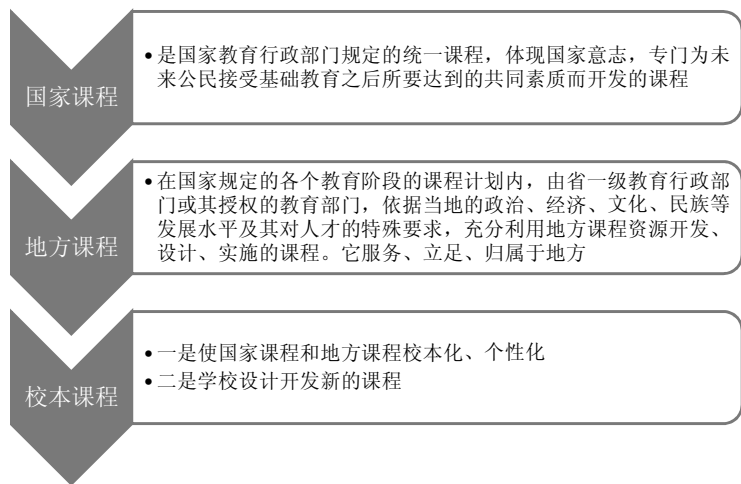 国家课程
•是国家教育行政部门规定的统一课程，体现国家意志，专门为未
来公民接受基础教育之后所要达到的共同素质而开发的课程
地方课程
•在国家规定的各个教育阶段的课程计划内，由省一级教育行政部
门或其授权的教育部门，依据当地的政治、经济、文化、民族等
发展水平及其对人才的特殊要求，充分利用地方课程资源开发、
设计、实施的课程。它服务、立足、归属于地方
校本课程
•一是使国家课程和地方课程校本化、个性化
•二是学校设计开发新的课程